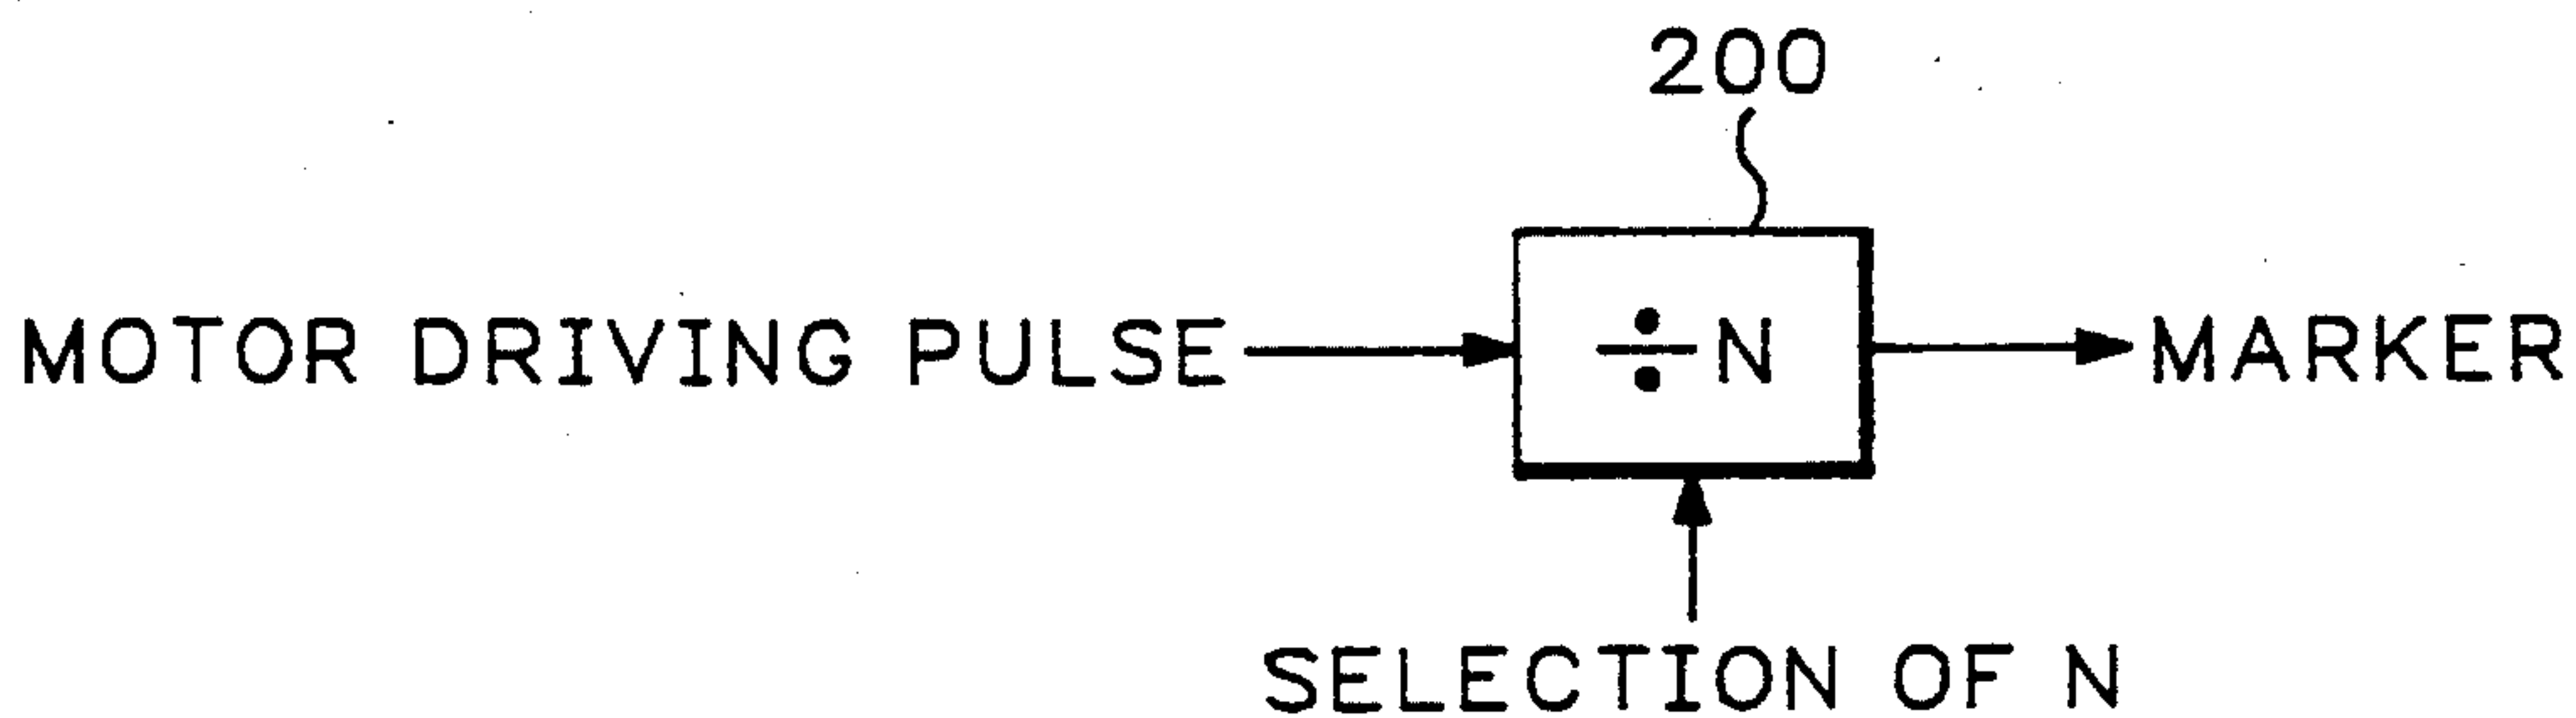 200
MOTOR DRIVING PULSE
÷N
MARKER
SELECTION OF N